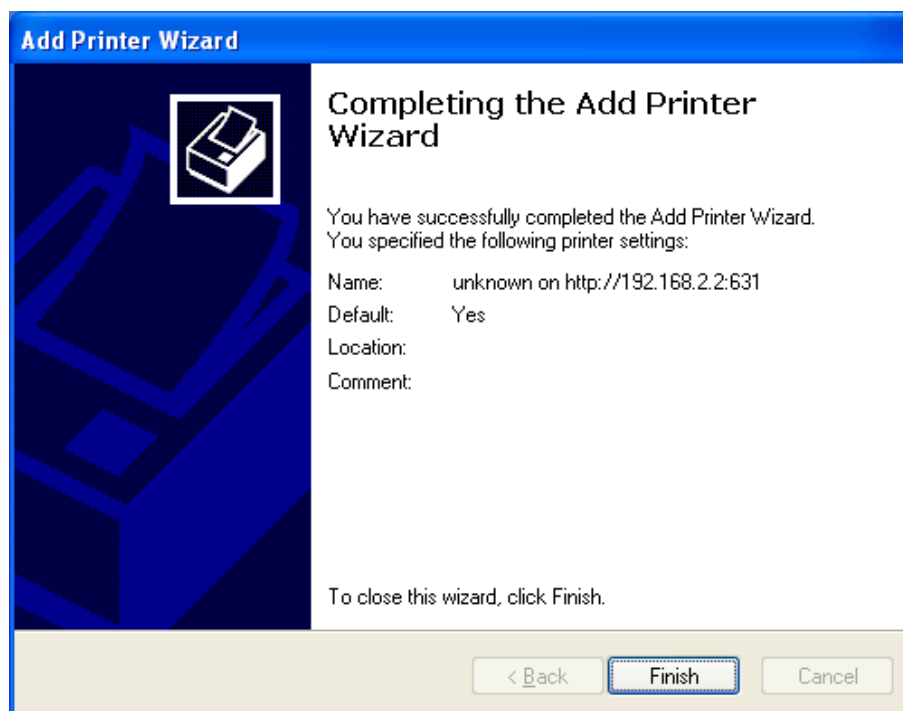 Add Printer Wizard
Completing the Add Printer
Wizard
You have successfully completed the Add Printer Wizard.
You specified the following printer settings:
Name: unknown on http://192.168.2.2:631
Default: Yes
Location:
Comment:
To close this wizard, click Finish.
< Back Finish Cancel